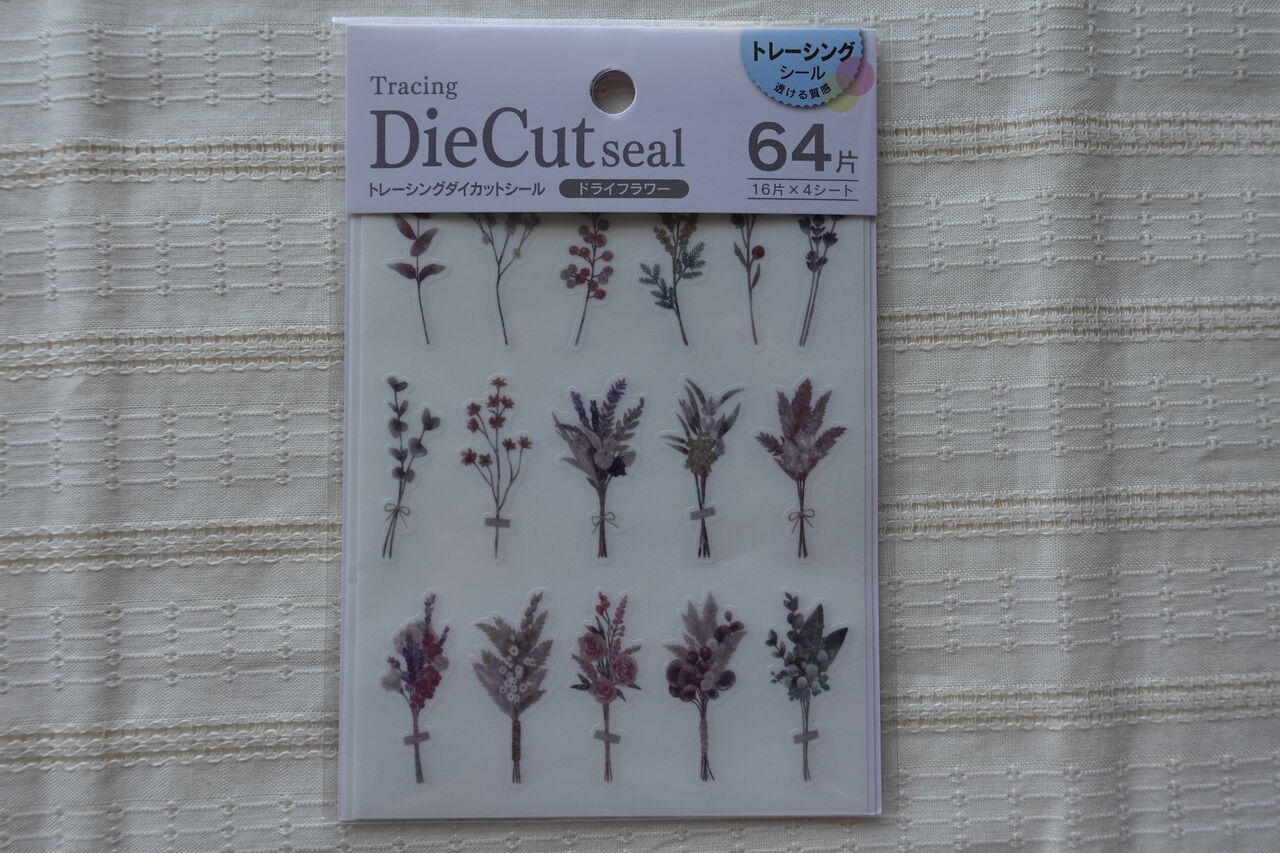 トレーシング
シール
透ける質感
Tracing
DieCut seal
64片
トレーシングダイカットシール ドライフラワー
16片×4シート